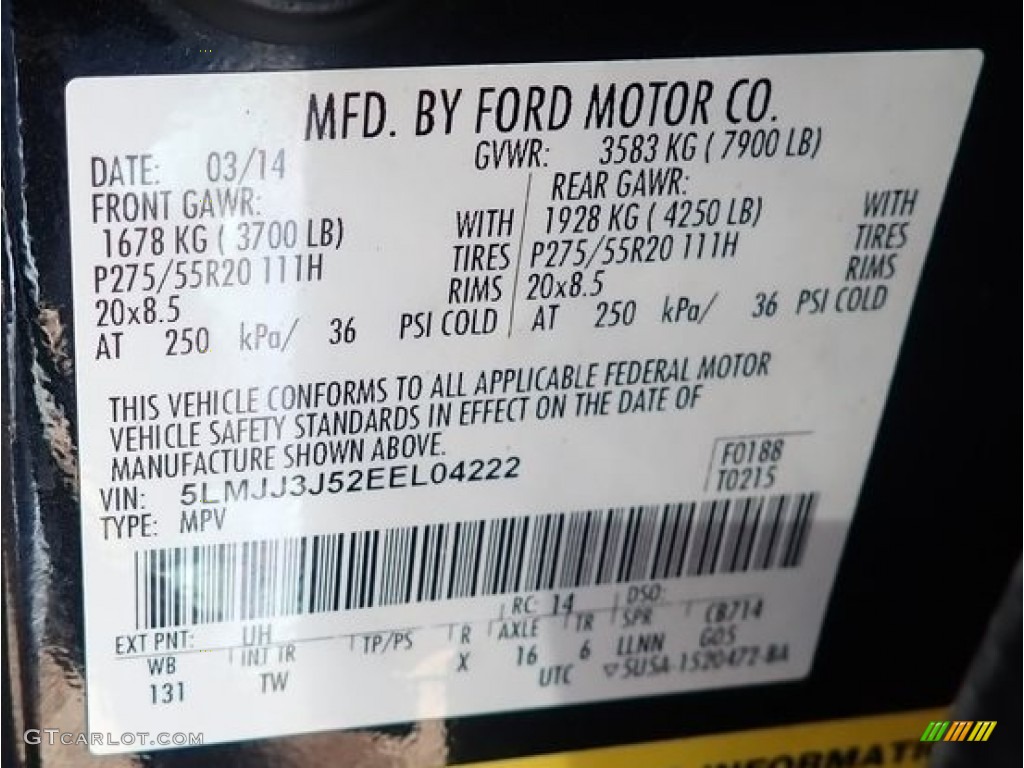 MFD. BY FORD MOTOR CO.
DATE: 03/14 GVWR: 3583 KG ( 7900 LB)
FRONT GAWR: REAR GAWR:
1678 KG ( 3700 LB) WITH 1928 KG ( 4250 LB) WITH
P275/55R20 111H TIRES P275/55R20 111H TIRES
20x8.5 RIMS 20x8.5 RIMS
AT 250 kPa/ 36 PSI COLD AT 250 kPa/ 36 PSI COLD
THIS VEHICLE CONFORMS TO ALL APPLICABLE FEDERAL MOTOR
VEHICLE SAFETY STANDARDS IN EFFECT ON THE DATE OF
MANUFACTURE SHOWN ABOVE.
F0188
VIN: 5LMJJ3J52EEL04222
T0215
TYPE: MPV
RC: 14 DSO:
EXT PNT: UH TP/PS R AXLE TR SPR CB714
WB INT TR X 16 6 LLNN G05
131 TW UTC ▽SUSA-1520472-BA
GTCARLOT.COM